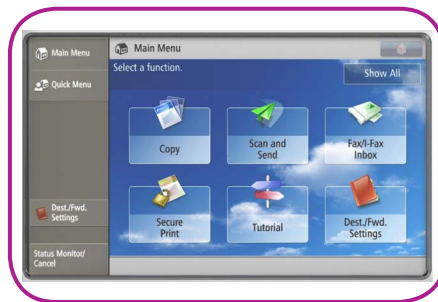 Main Menu
Quick Menu
Dest./Fwd.
Settings
Status Monitor/
Cancel
Main Menu
Select a function.
Show All
Copy
Scan and
Send
Fax/I-Fax
Inbox
Secure
Print
Tutorial
Dest./Fwd.
Settings